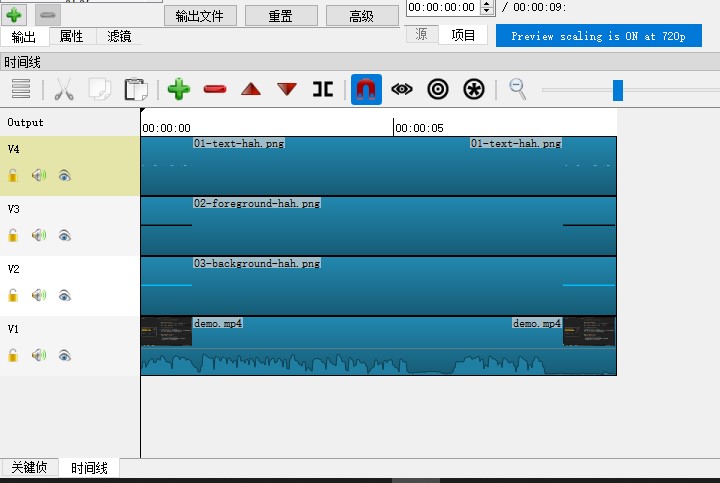 输出文件 重置 高级 00:00:00:00 / 00:00:09:
输出 属性 滤镜 源 项目 Preview scaling is ON at 720p
时间线
Output
00:00:00 00:00:05
V4 01-text-hah.png 01-text-hah.png
V3 02-foreground-hah.png
V2 03-background-hah.png
V1 demo.mp4 demo.mp4
关键侦 时间线